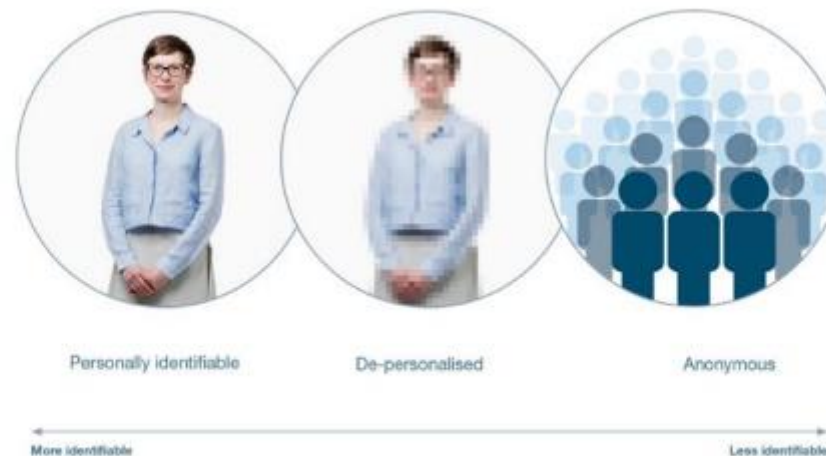 Personally identifiable
De-personalised
Anonymous
More identifiable
Less identifiable